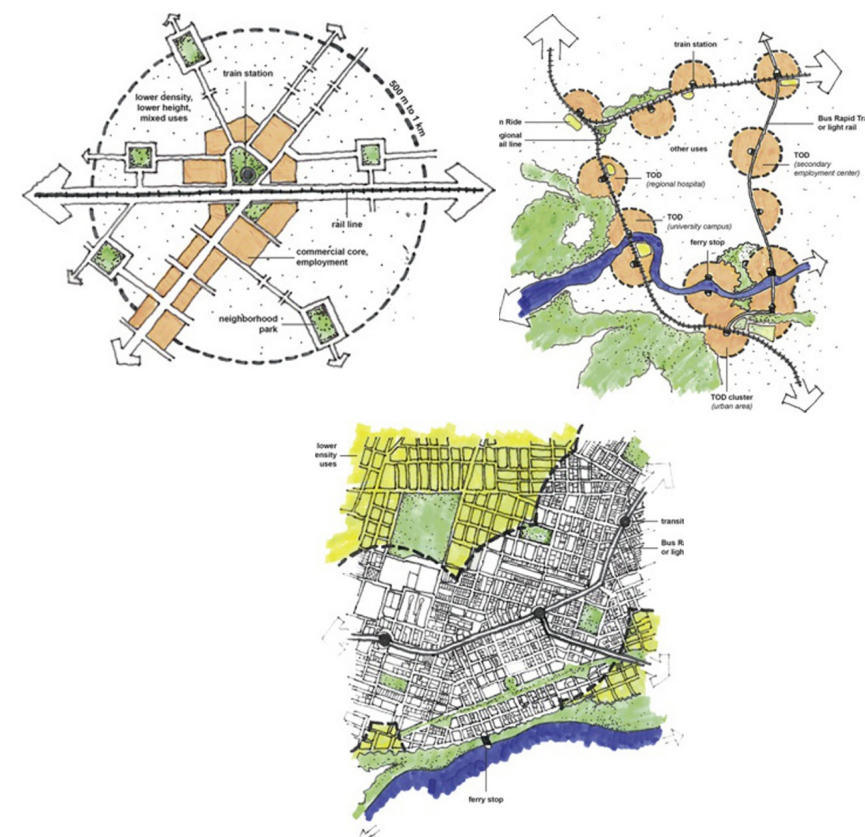 train station
lower density,
lower height,
mixed uses
500 m to 1 km
rail line
commercial core,
employment
neighborhood
park
train station
n Ride
egional
ail line
Bus Rapid Tra
or light rail
other uses
TOD
(secondary
employment center)
TOD
(regional hospital)
TOD
(university campus)
ferry stop
TOD cluster
(urban area)
lower
ensity
uses
transit
Bus R
or ligh
ferry stop